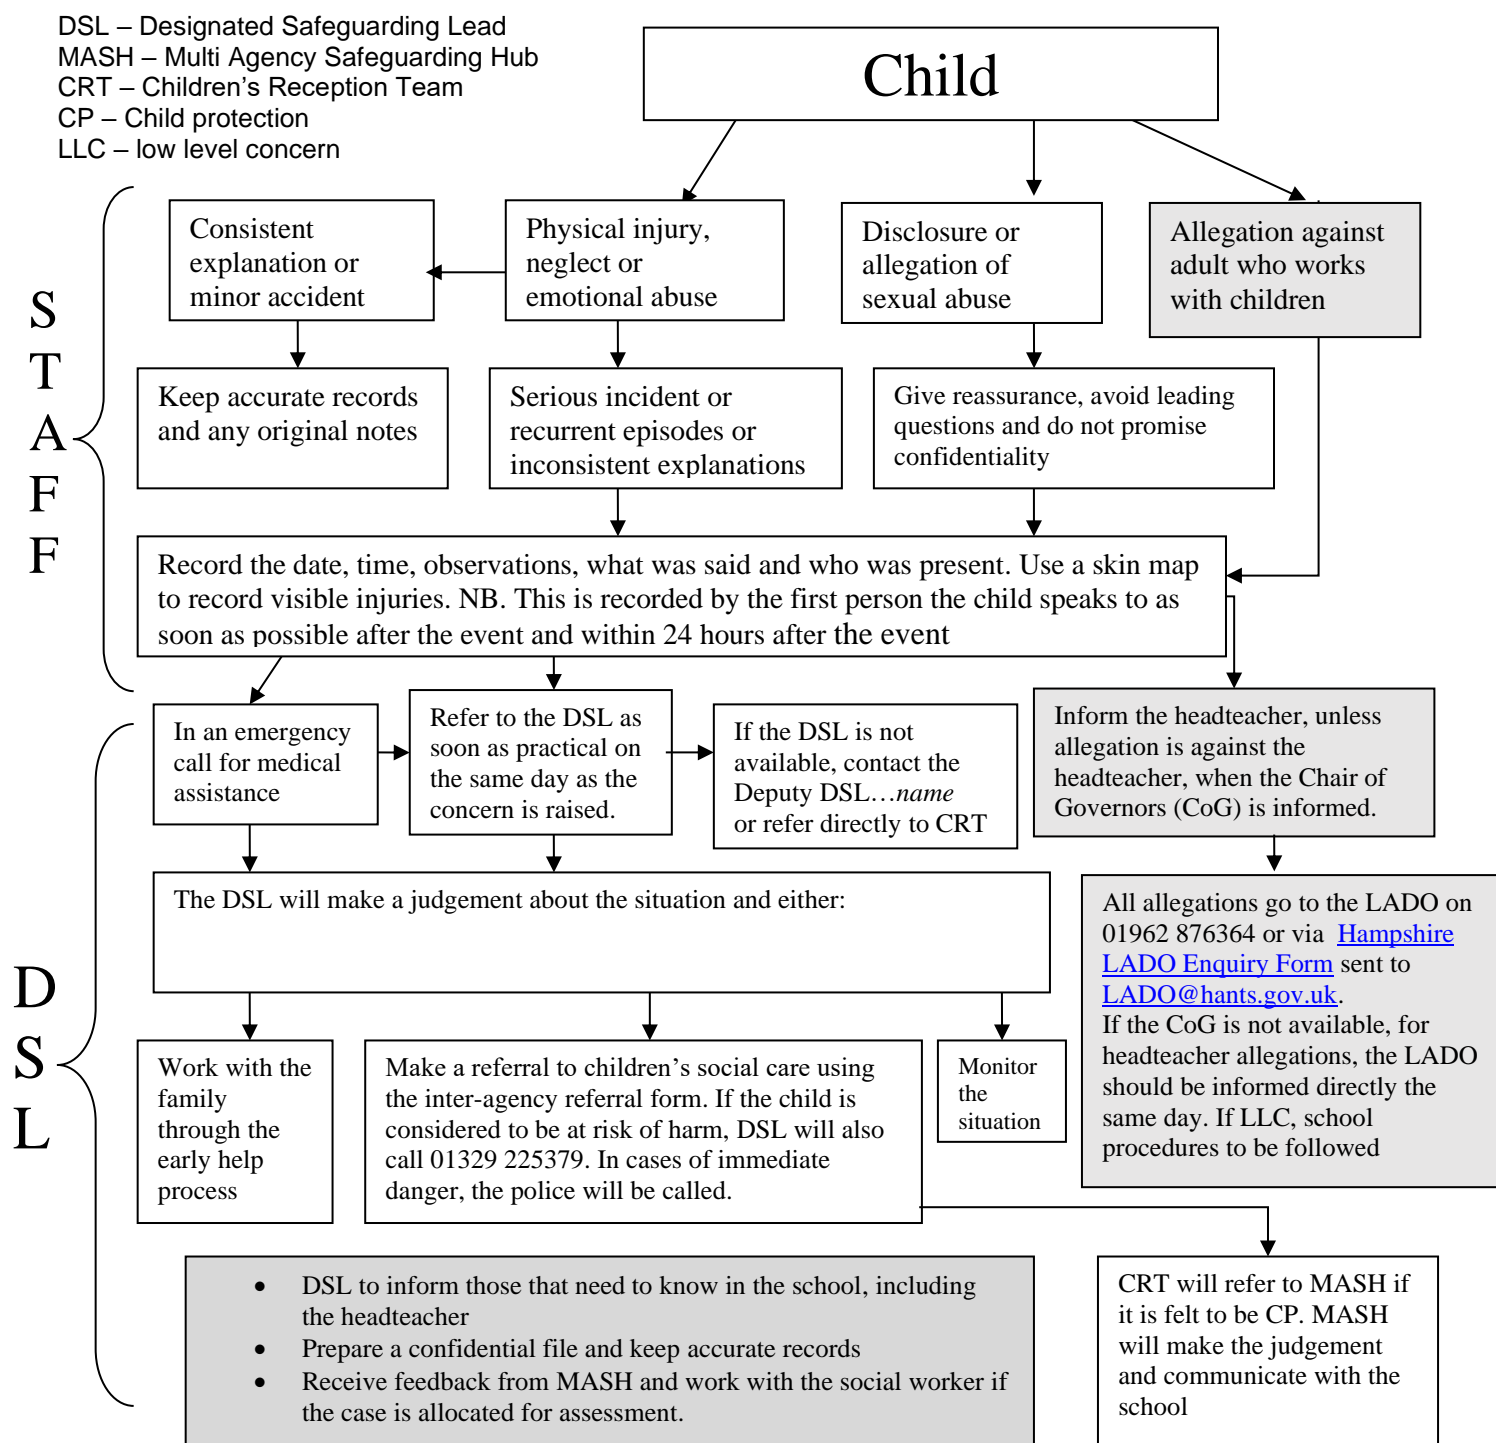 DSL – Designated Safeguarding Lead
MASH – Multi Agency Safeguarding Hub
CRT – Children's Reception Team
CP – Child protection
LLC – low level concern
Child
S
T
A
F
F
Consistent
explanation or
minor accident
Physical injury,
neglect or
emotional abuse
Disclosure or
allegation of
sexual abuse
Allegation against
adult who works
with children
Keep accurate records
and any original notes
Serious incident or
recurrent episodes or
inconsistent explanations
Give reassurance, avoid leading
questions and do not promise
confidentiality
Record the date, time, observations, what was said and who was present. Use a skin map
to record visible injuries. NB. This is recorded by the first person the child speaks to as
soon as possible after the event and within 24 hours after the event
D
S
L
In an emergency
call for medical
assistance
Refer to the DSL as
soon as practical on
the same day as the
concern is raised.
If the DSL is not
available, contact the
Deputy DSL…name
or refer directly to CRT
Inform the headteacher, unless
allegation is against the
headteacher, when the Chair of
Governors (CoG) is informed.
The DSL will make a judgement about the situation and either:
All allegations go to the LADO on
01962 876364 or via Hampshire
LADO Enquiry Form sent to
LADO@hants.gov.uk.
If the CoG is not available, for
headteacher allegations, the LADO
should be informed directly the
same day. If LLC, school
procedures to be followed
Work with the
family
through the
early help
process
Make a referral to children's social care using
the inter-agency referral form. If the child is
considered to be at risk of harm, DSL will also
call 01329 225379. In cases of immediate
danger, the police will be called.
Monitor
the
situation
• DSL to inform those that need to know in the school, including
the headteacher
• Prepare a confidential file and keep accurate records
• Receive feedback from MASH and work with the social worker if
the case is allocated for assessment.
CRT will refer to MASH if
it is felt to be CP. MASH
will make the judgement
and communicate with the
school